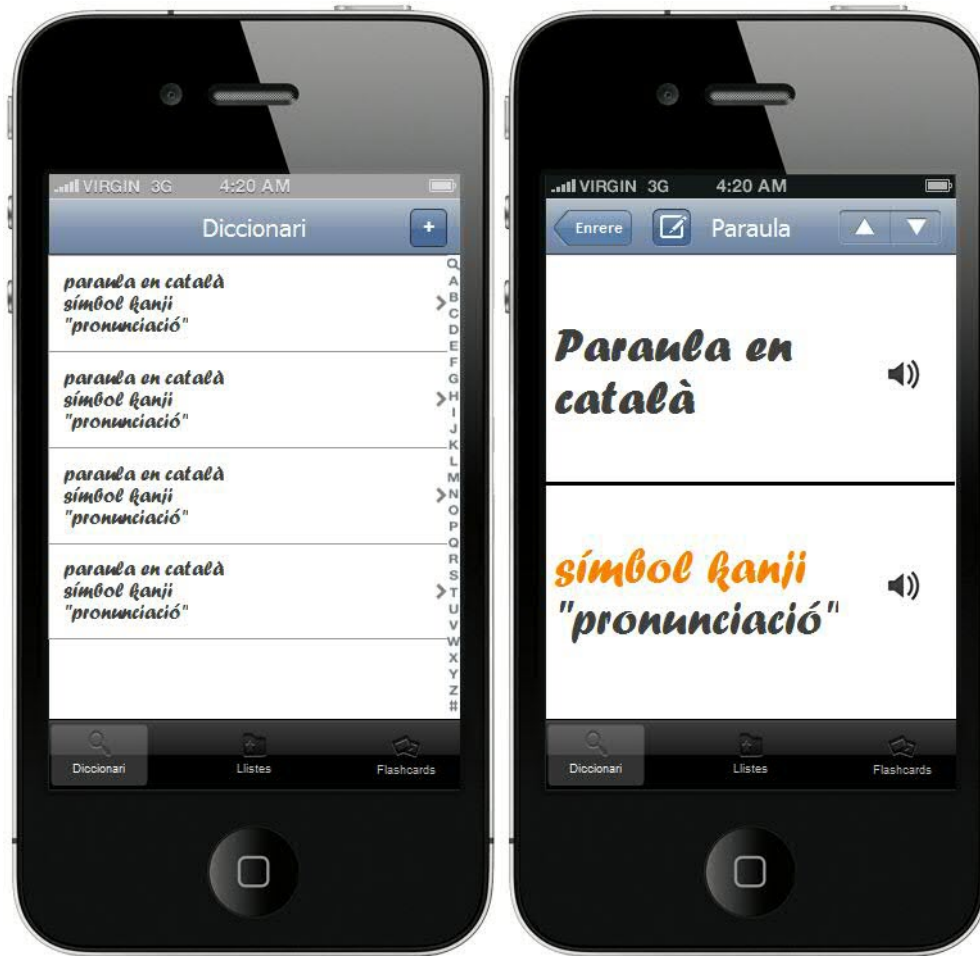 VIRGIN 3G 4:20 AM
Diccionari +
paraula en català
símbol kanji
"pronunciació"
paraula en català
símbol kanji
"pronunciació"
paraula en català
símbol kanji
"pronunciació"
paraula en català
símbol kanji
"pronunciació"
A
B
C
D
E
F
G
H
I
J
K
L
M
N
O
P
Q
R
S
T
U
V
W
X
Y
Z
#
Diccionari Llistes Flashcards
VIRGIN 3G 4:20 AM
Enrere Paraula
Paraula en
català
símbol kanji
"pronunciació"
Diccionari Llistes Flashcards